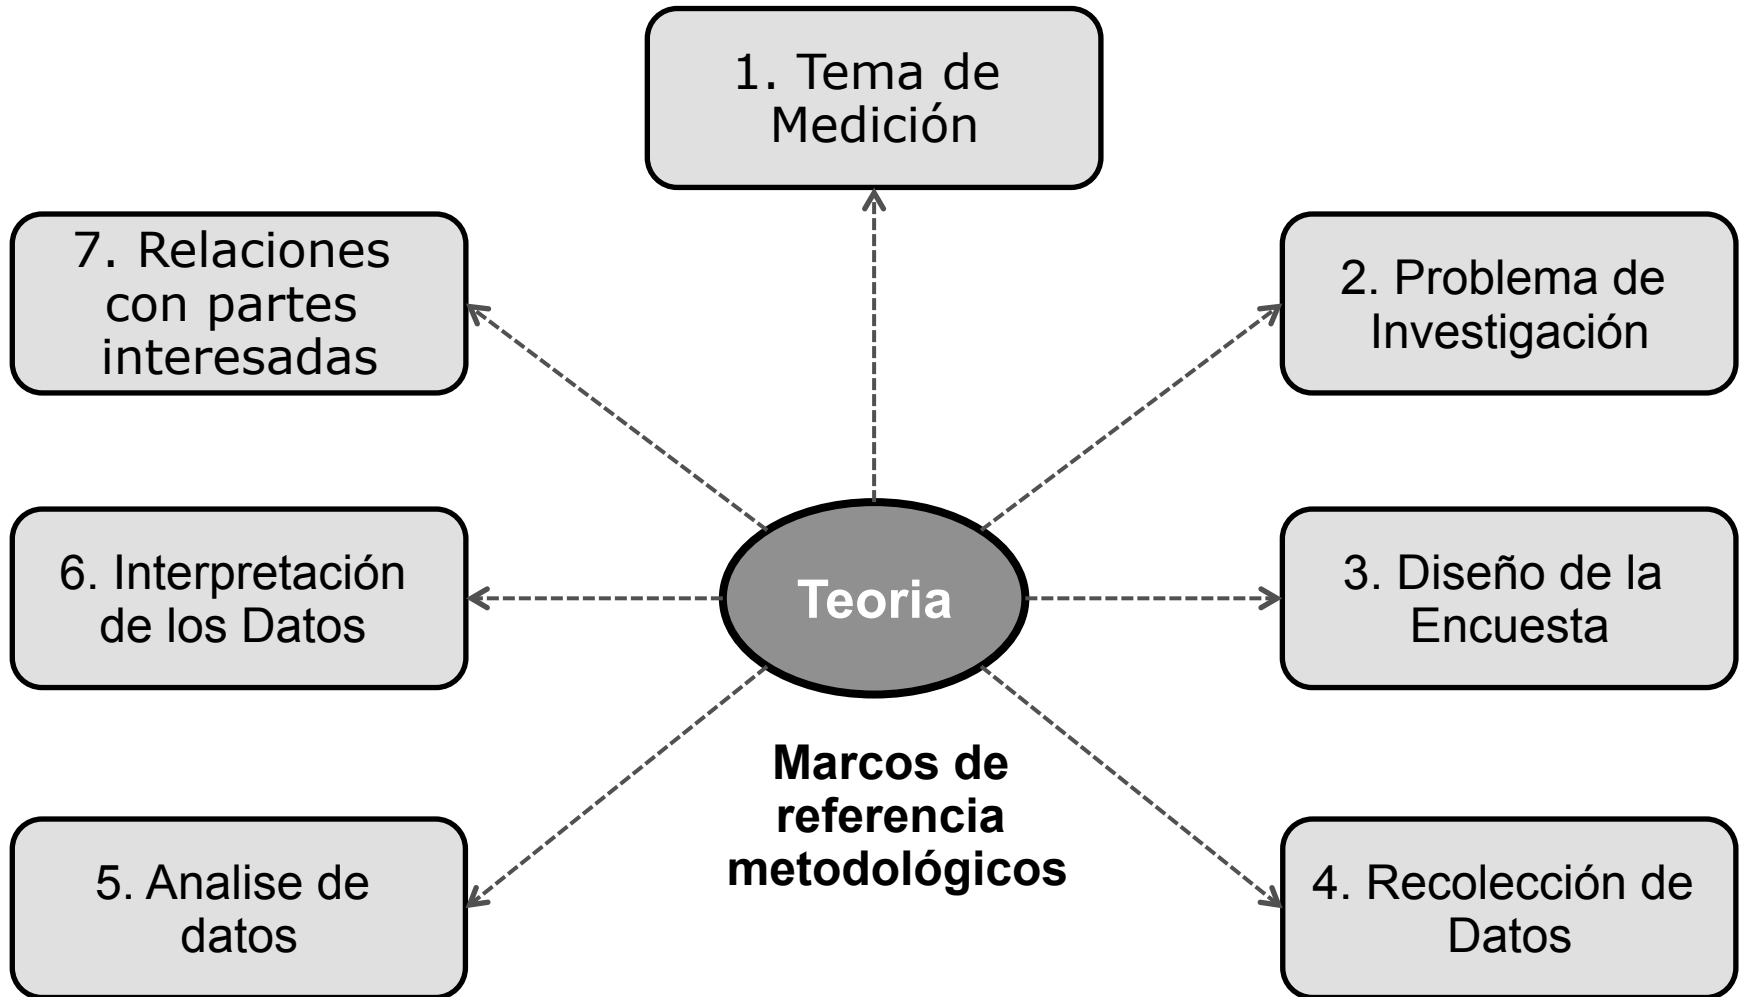 1. Tema de
Medición
2. Problema de
Investigación
3. Diseño de la
Encuesta
4. Recolección de
Datos
5. Analise de
datos
6. Interpretación
de los Datos
7. Relaciones
con partes
interesadas
Teoria
Marcos de
referencia
metodológicos